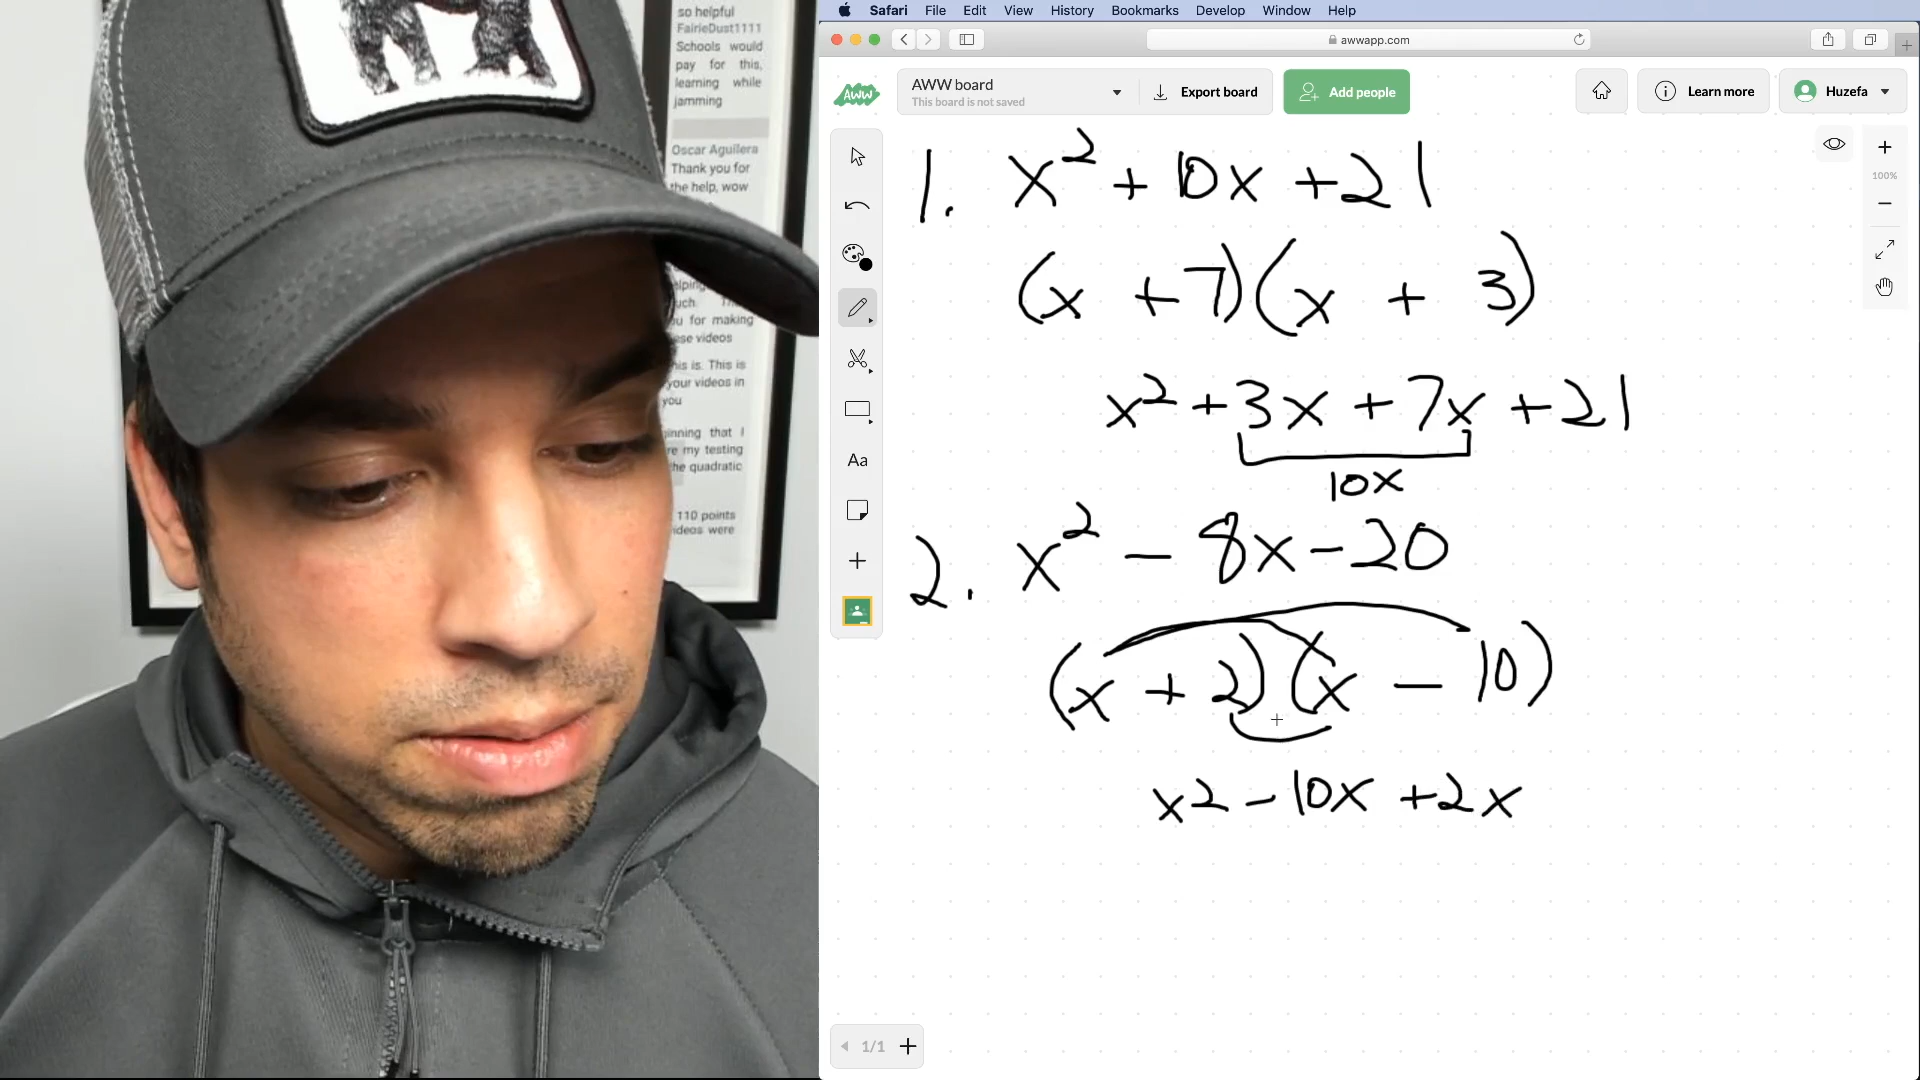 so helpful
FairieDust1111
Schools would
pay for this,
learning while
jamming
Oscar Aguilera
Thank you for
the help, wow
for making
videos
is. This is
your videos in
you
that I
my testing
quadratic
110 points
were
Safari File Edit View History Bookmarks Develop Window Help
awwapp.com
AWW
AWW board
This board is not saved
Export board
Add people
Learn more
Huzefa
100%
Aa
1. x² + 10x + 21
(x + 7)(x + 3)
x² + 3x + 7x + 21
10x
2. x² - 8x - 20
(x + 2)(x - 10)
x2 - 10x + 2x
1/1